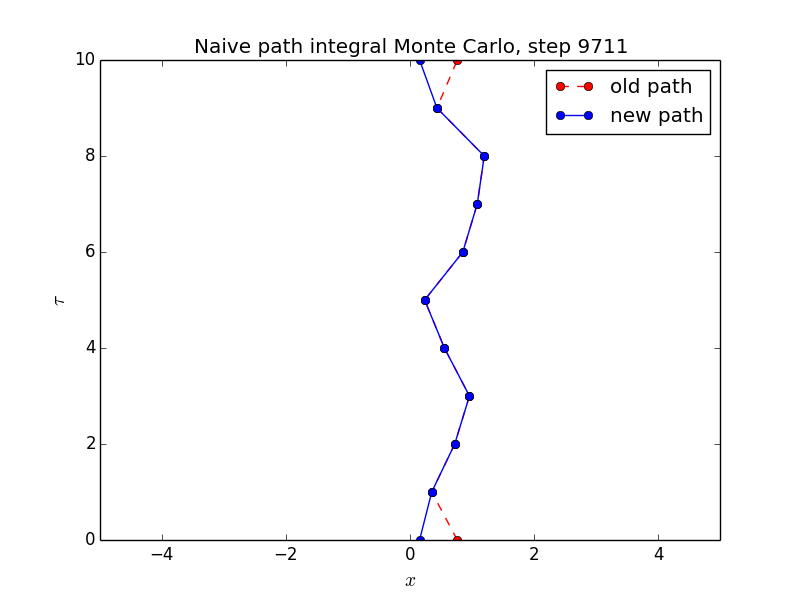 Naive path integral Monte Carlo, step 9711
10
8
6
4
2
0
τ
old path
new path
−4
−2
0
2
4
x